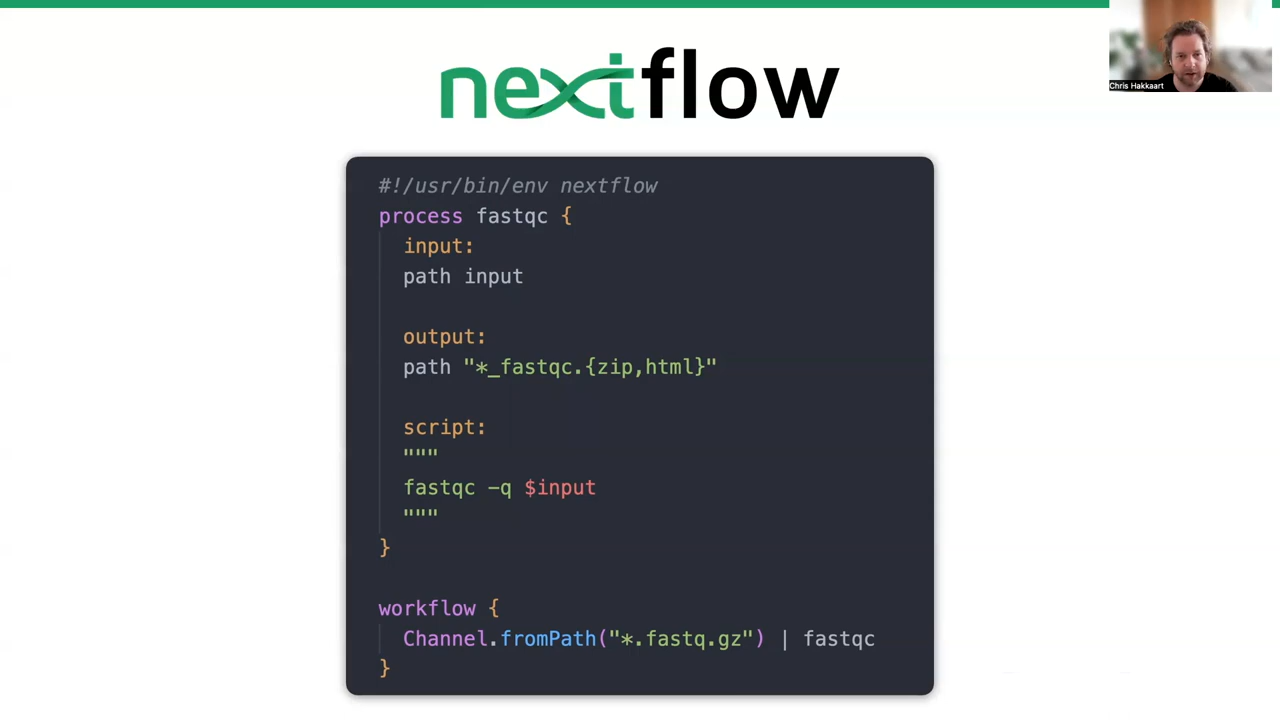 nextflow
Chris Hakkaart
#!/usr/bin/env nextflow
process fastqc {
input:
path input
output:
path "*_fastqc.{zip,html}"
script:
"""
fastqc -q $input
"""
}
workflow {
Channel.fromPath("*.fastq.gz") | fastqc
}